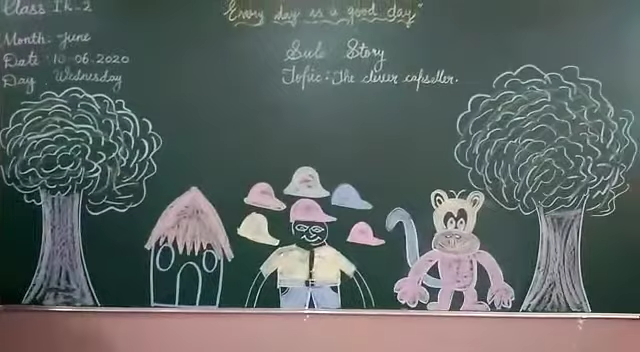 Class I K-2
"Every day is a good day"
Month: June
Date: 10-06.2020
Day Wednesday
Sub: Story
Topic: The clever capseller.